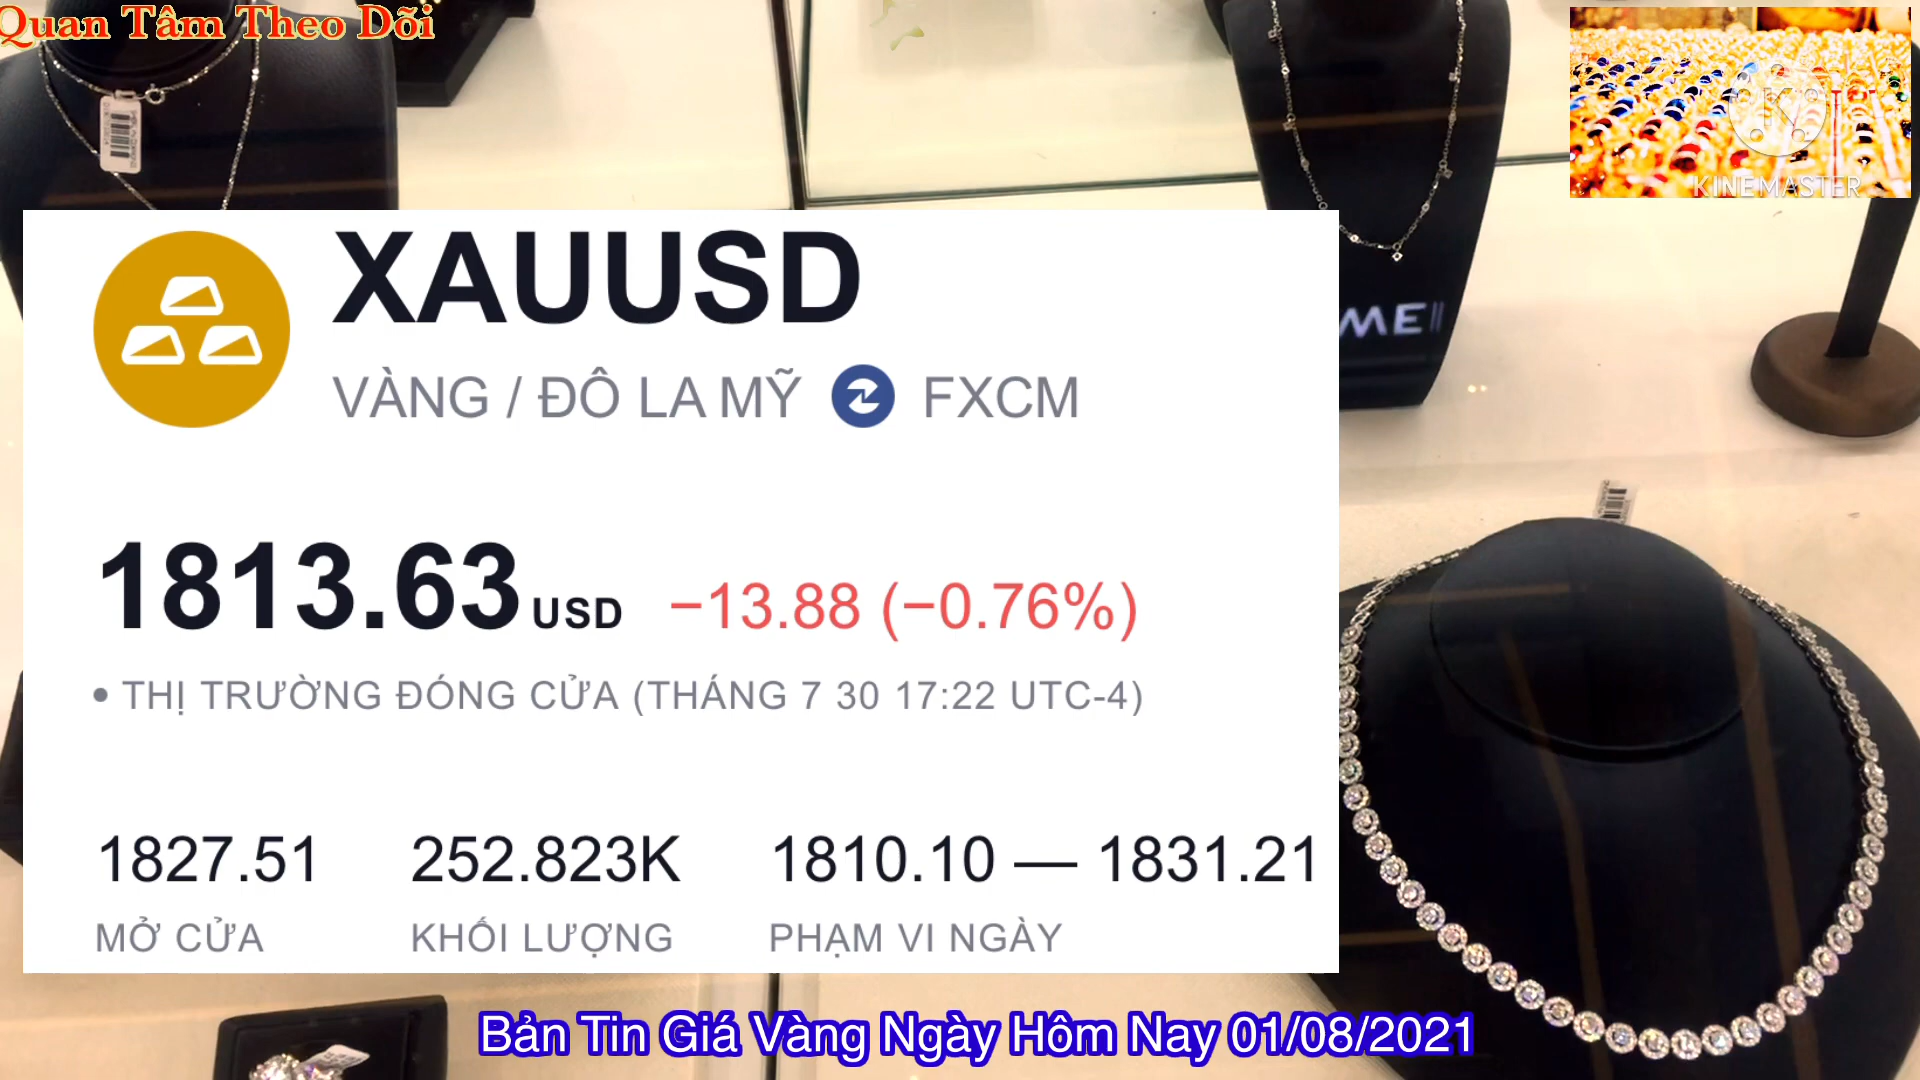 Quan Tâm Theo Dõi
KINEMASTER
XAUUSD
VÀNG / ĐÔ LA MỸ FXCM
1813.63 USD −13.88 (−0.76%)
• THỊ TRƯỜNG ĐÓNG CỬA (THÁNG 7 30 17:22 UTC-4)
1827.51 252.823K 1810.10 — 1831.21
MỞ CỬA KHỐI LƯỢNG PHẠM VI NGÀY
Bản Tin Giá Vàng Ngày Hôm Nay 01/08/2021